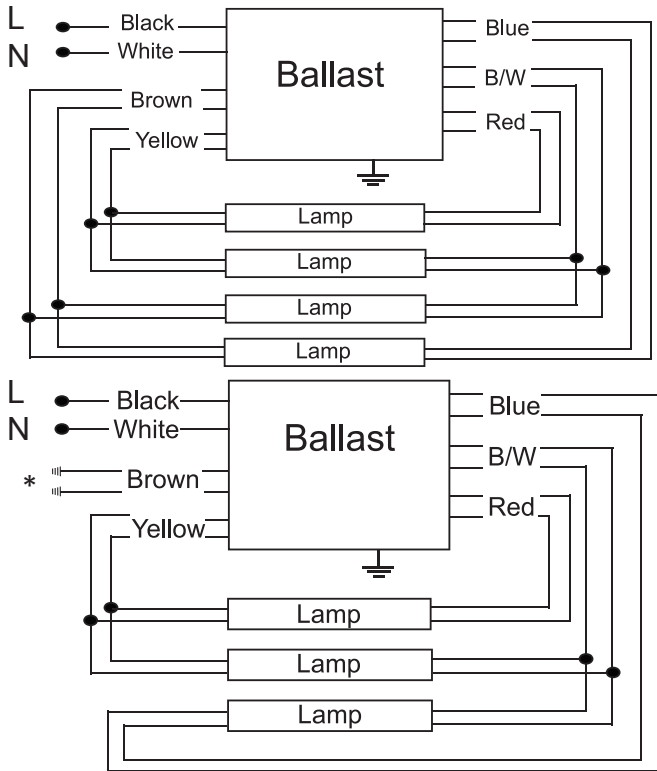 L
Black
Blue
N
White
Ballast
B/W
Brown
Red
Yellow
Lamp
Lamp
Lamp
Lamp
L
Black
Blue
N
White
Ballast
B/W
*
Brown
Red
Yellow
Lamp
Lamp
Lamp